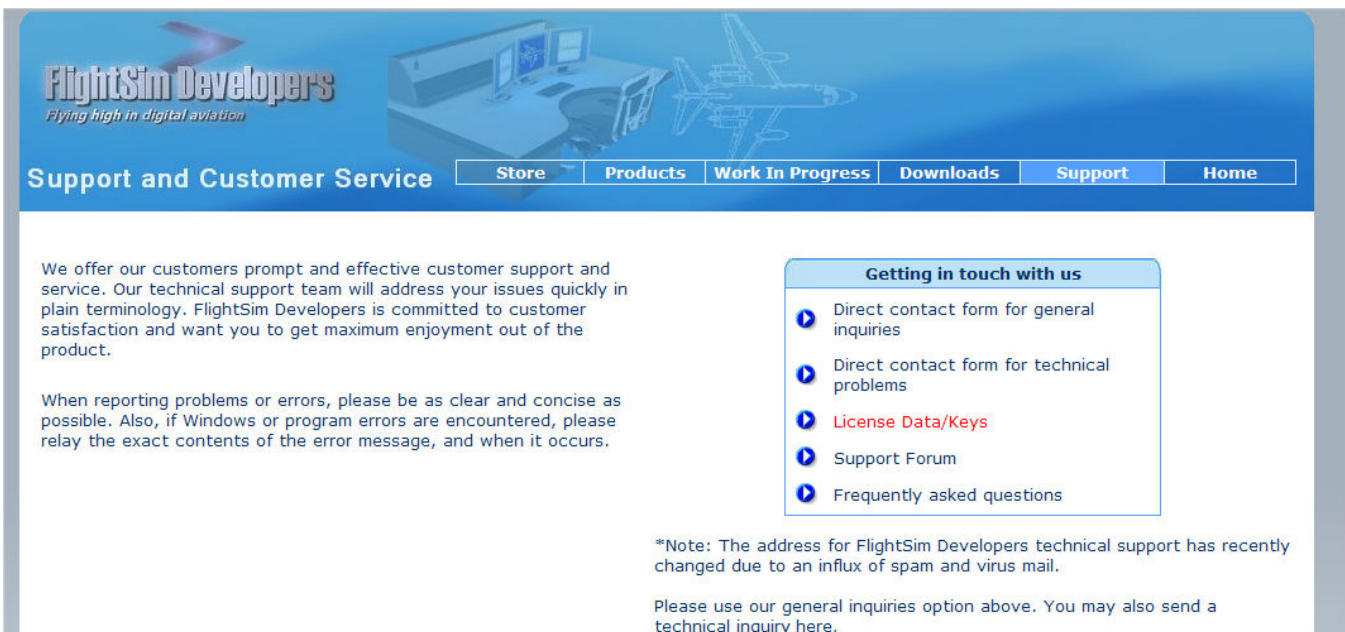 FlightSim Developers
Flying high in digital aviation
Support and Customer Service
Store
Products
Work In Progress
Downloads
Support
Home
We offer our customers prompt and effective customer support and
service. Our technical support team will address your issues quickly in
plain terminology. FlightSim Developers is committed to customer
satisfaction and want you to get maximum enjoyment out of the
product.
When reporting problems or errors, please be as clear and concise as
possible. Also, if Windows or program errors are encountered, please
relay the exact contents of the error message, and when it occurs.
Getting in touch with us
Direct contact form for general
inquiries
Direct contact form for technical
problems
License Data/Keys
Support Forum
Frequently asked questions
*Note: The address for FlightSim Developers technical support has recently
changed due to an influx of spam and virus mail.
Please use our general inquiries option above. You may also send a
technical inquiry here.